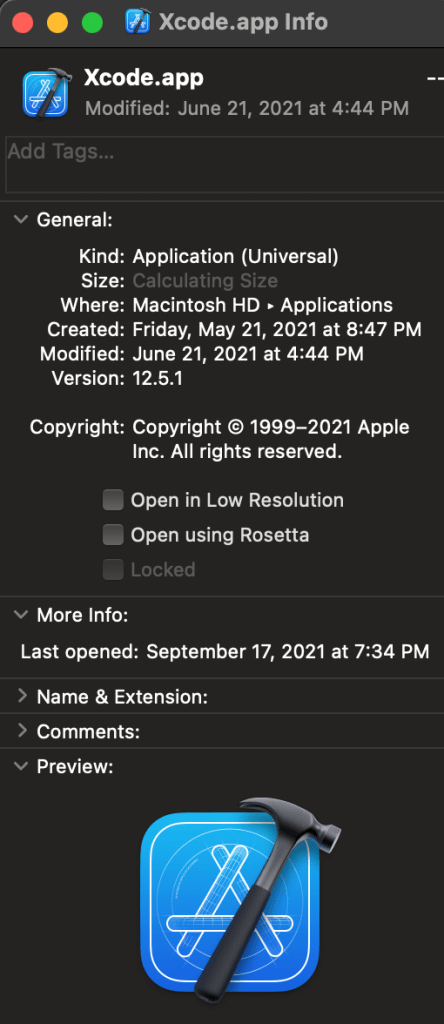 Xcode.app Info
Xcode.app
--
Modified: June 21, 2021 at 4:44 PM
Add Tags...
General:
Kind: Application (Universal)
Size: Calculating Size
Where: Macintosh HD ▸ Applications
Created: Friday, May 21, 2021 at 8:47 PM
Modified: June 21, 2021 at 4:44 PM
Version: 12.5.1
Copyright: Copyright © 1999–2021 Apple
Inc. All rights reserved.
Open in Low Resolution
Open using Rosetta
Locked
More Info:
Last opened: September 17, 2021 at 7:34 PM
Name & Extension:
Comments:
Preview: